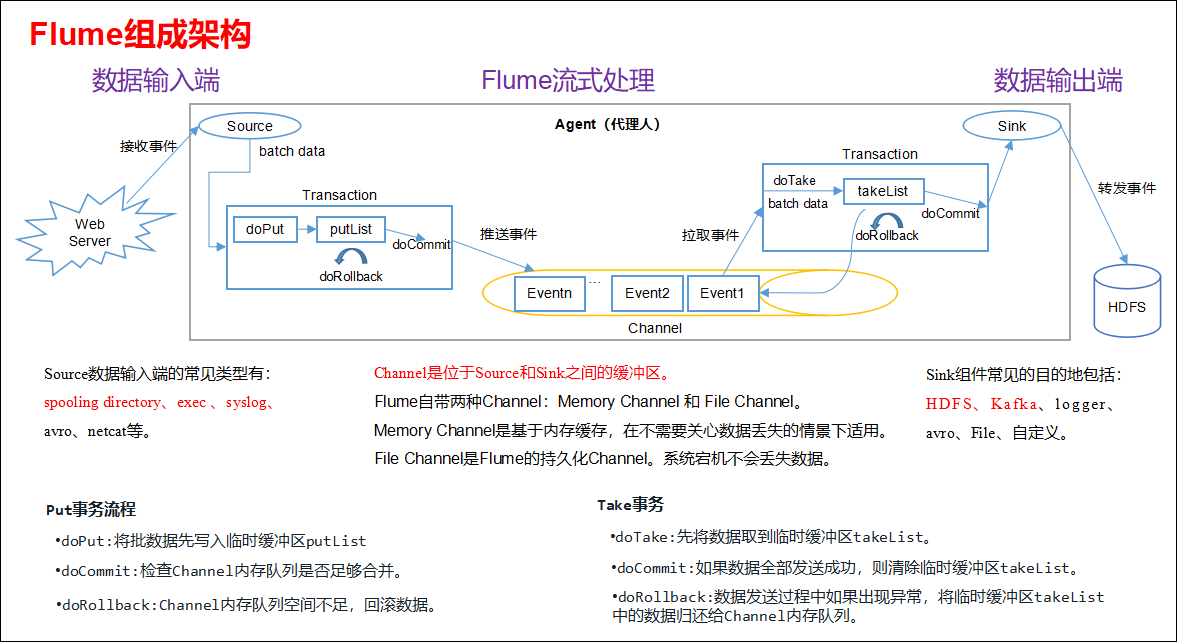 Flume组成架构
数据输入端
Flume流式处理
数据输出端
Agent（代理人）
Source
Sink
接收事件
batch data
Transaction
doTake
takeList
batch data
doCommit
doRollback
转发事件
Web
Server
Transaction
doPut
putList
doCommit
doRollback
推送事件
拉取事件
Eventn
...
Event2
Event1
Channel
HDFS
Source数据输入端的常见类型有：
spooling directory、exec 、syslog、
avro、netcat等。
Channel是位于Source和Sink之间的缓冲区。
Flume自带两种Channel：Memory Channel 和 File Channel。
Memory Channel是基于内存缓存，在不需要关心数据丢失的情景下适用。
File Channel是Flume的持久化Channel。系统宕机不会丢失数据。
Sink组件常见的目的地包括：
HDFS、Kafka、logger、
avro、File、自定义。
Put事务流程
•doPut:将批数据先写入临时缓冲区putList
•doCommit:检查Channel内存队列是否足够合并。
•doRollback:Channel内存队列空间不足，回滚数据。
Take事务
•doTake:先将数据取到临时缓冲区takeList。
•doCommit:如果数据全部发送成功，则清除临时缓冲区takeList。
•doRollback:数据发送过程中如果出现异常，将临时缓冲区takeList
中的数据归还给Channel内存队列。